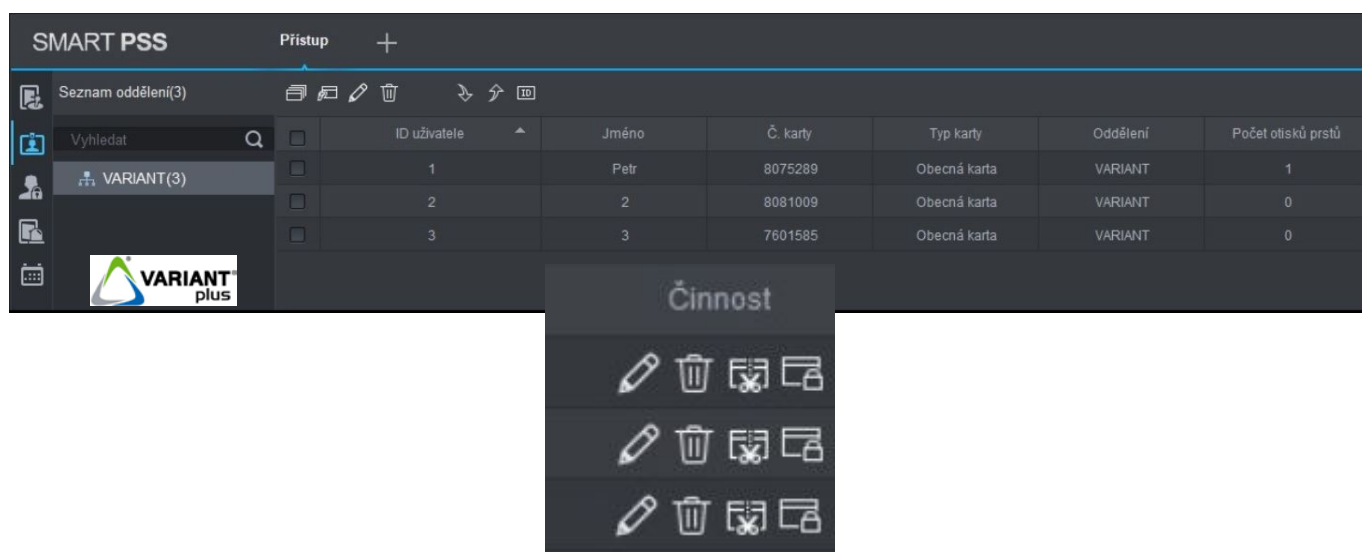 SMART PSS Přístup
Seznam oddělení(3) ID
Vyhledat ID uživatele Jméno Č. karty Typ karty Oddělení Počet otisků prstů
VARIANT(3) 1 Petr 8075289 Obecná karta VARIANT 1
2 2 8081009 Obecná karta VARIANT 0
3 3 7601585 Obecná karta VARIANT 0
VARIANT
plus
Činnost